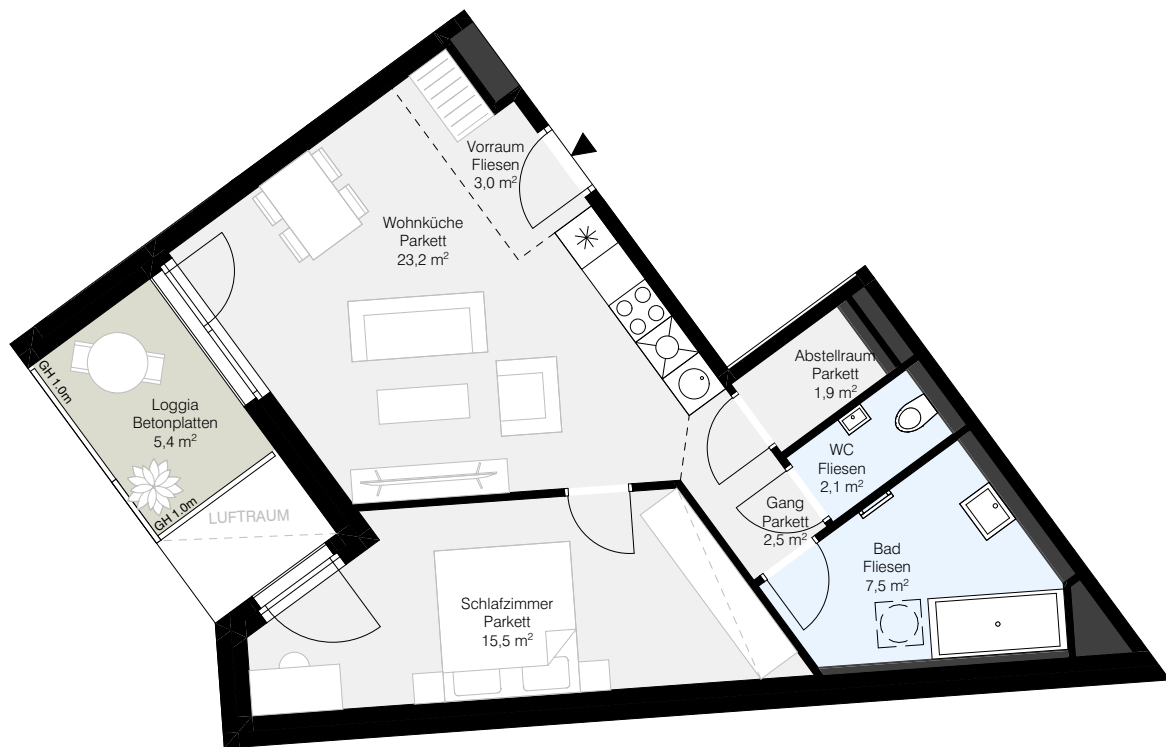 Vorraum
Fliesen
3,0 m²
Wohnküche
Parkett
23,2 m²
Abstellraum
Parkett
1,9 m²
GH 1.0m
Loggia
Betonplatten
5,4 m²
WC
Fliesen
2,1 m²
GH 1.0m
LUFTRAUM
Gang
Parkett
2,5 m²
Bad
Fliesen
7,5 m²
Schlafzimmer
Parkett
15,5 m²